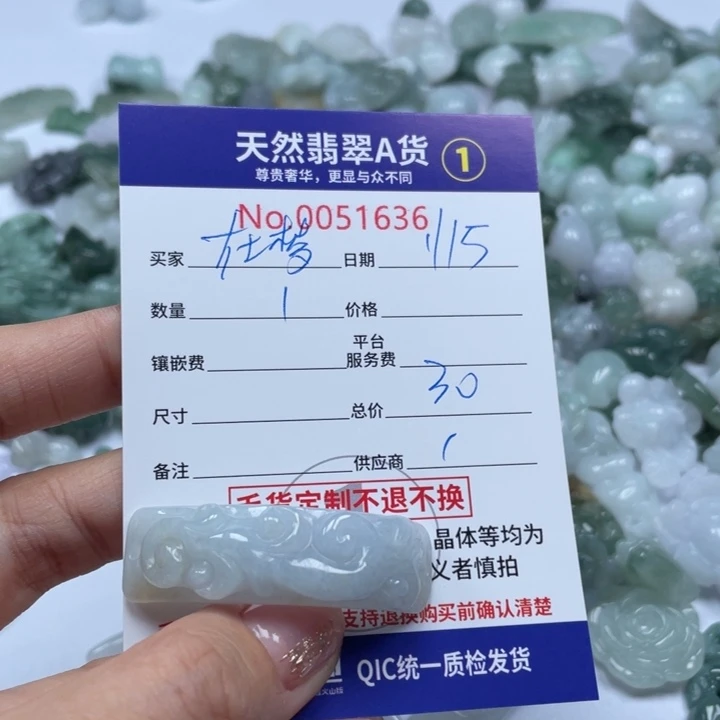 天然翡翠A货 1
尊贵奢华，更显与众不同
No.0051636
买家 日期 1/15
数量 1 价格
平台
镶嵌费 服务费
尺寸 总价 30
备注 供应商 1
毛货定制不退不换
晶体等均为
义者慎拍
支持退换购买前确认清楚
QIC统一质检发货